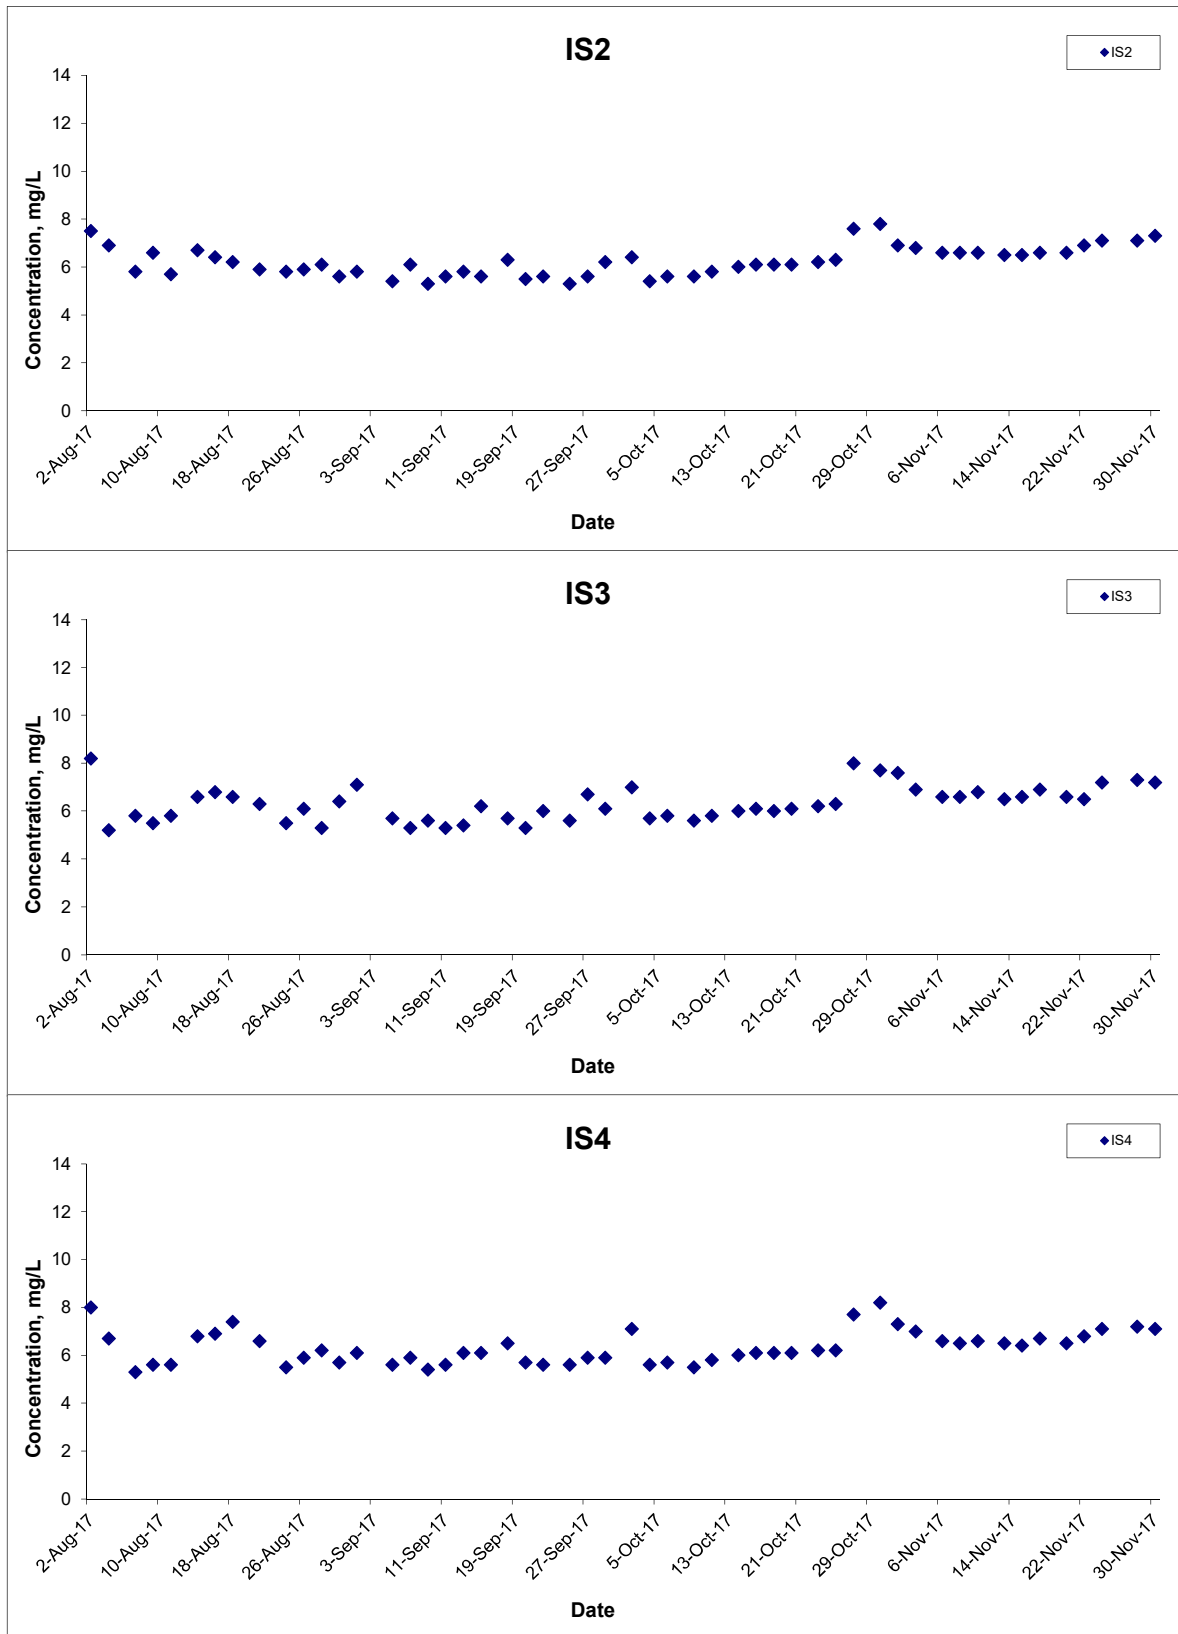 IS2
IS2
14
12
10
8
6
4
2
0
Concentration, mg/L
2-Aug-17
10-Aug-17
18-Aug-17
26-Aug-17
3-Sep-17
11-Sep-17
19-Sep-17
27-Sep-17
5-Oct-17
13-Oct-17
21-Oct-17
29-Oct-17
6-Nov-17
14-Nov-17
22-Nov-17
30-Nov-17
Date
IS3
IS3
14
12
10
8
6
4
2
0
Concentration, mg/L
2-Aug-17
10-Aug-17
18-Aug-17
26-Aug-17
3-Sep-17
11-Sep-17
19-Sep-17
27-Sep-17
5-Oct-17
13-Oct-17
21-Oct-17
29-Oct-17
6-Nov-17
14-Nov-17
22-Nov-17
30-Nov-17
Date
IS4
IS4
14
12
10
8
6
4
2
0
Concentration, mg/L
2-Aug-17
10-Aug-17
18-Aug-17
26-Aug-17
3-Sep-17
11-Sep-17
19-Sep-17
27-Sep-17
5-Oct-17
13-Oct-17
21-Oct-17
29-Oct-17
6-Nov-17
14-Nov-17
22-Nov-17
30-Nov-17
Date